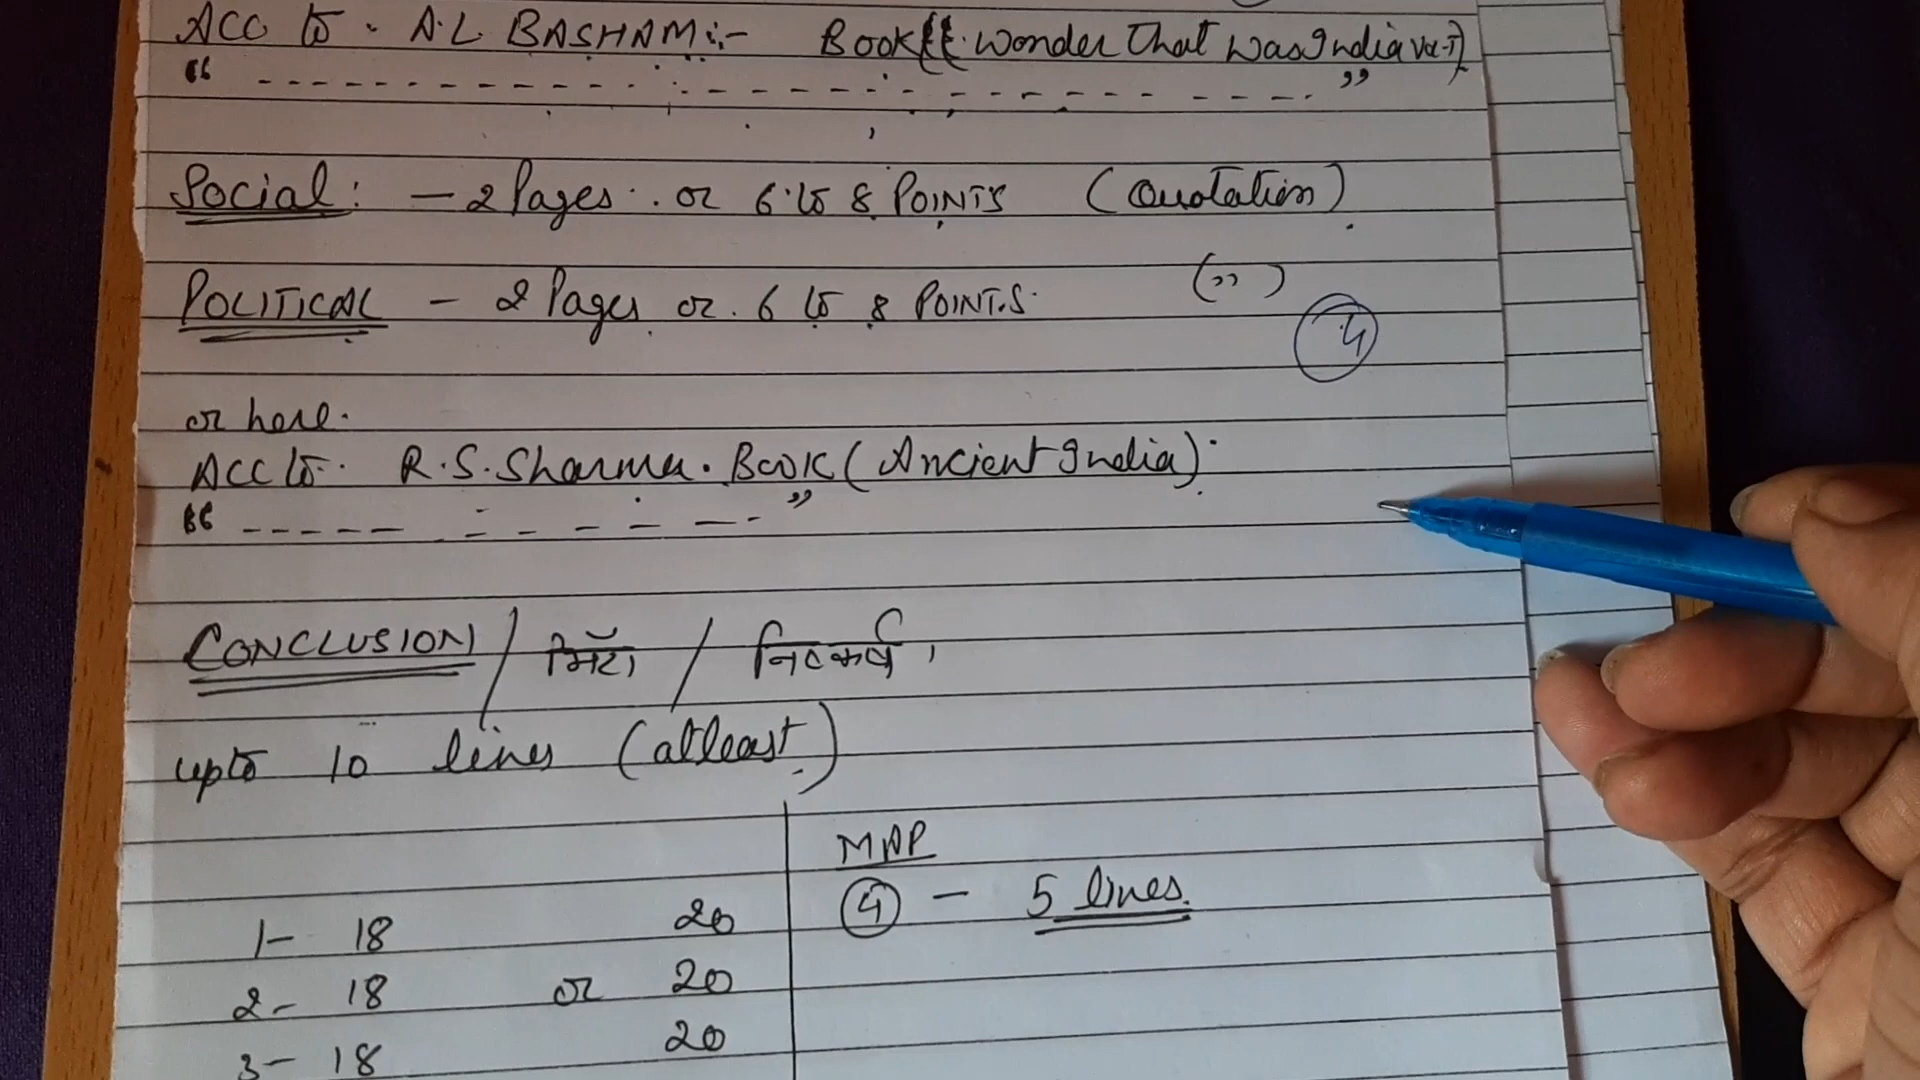 ACC to. A.L BASHAM:- Book (( Wonder That was India Vol-I)
“ - - - - - - - - - - - - - - - - - - - - ”
Social: - 2 Pages. or 6 to 8 POINTS (Quotation)
POLITICAL - 2 Pages or. 6 to 8 POINTS. (")
4
or here.
ACC to. R.S. Sharma. Book (Ancient India).
“ - - - - - - - - - - - ”
CONCLUSION / / निष्कर्ष
upto 10 lines (atleast)
MAP
4 - 5 lines.
1- 18 20
2- 18 or 20
3- 18 20